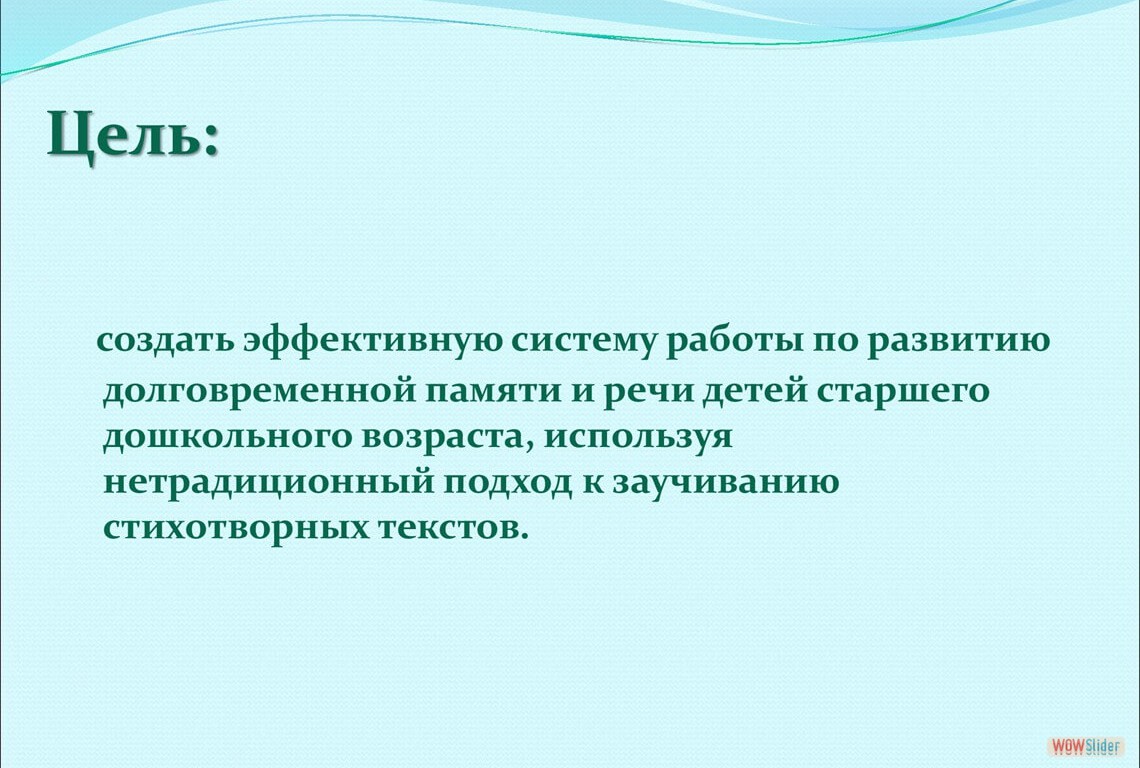 Цель:
создать эффективную систему работы по развитию
долговременной памяти и речи детей старшего
дошкольного возраста, используя
нетрадиционный подход к заучиванию
стихотворных текстов.
WOWSlider